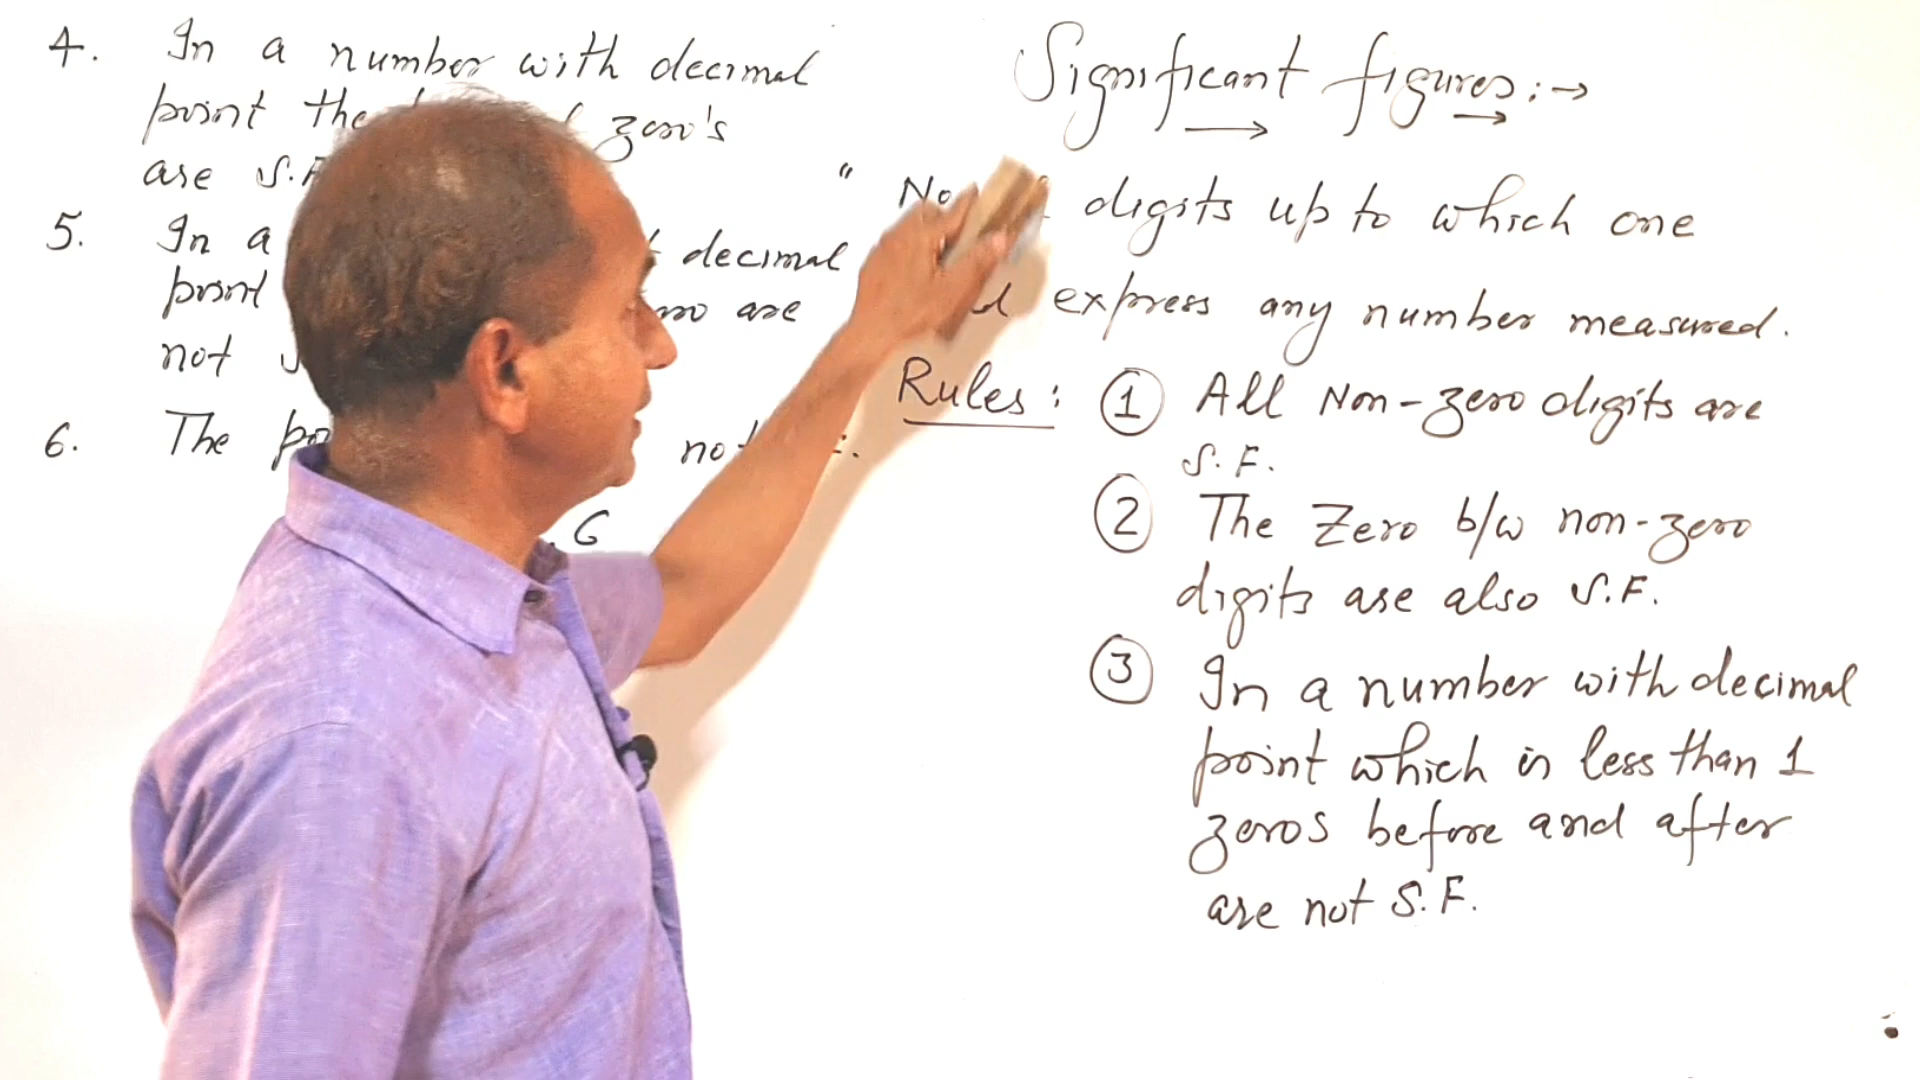 4. In a number with decimal
point the zero's
are S.F
5. In a decimal
point are
not
6. The not
. 6
Significant figures :→
" No digits up to which one
express any number measured.
Rules : ① All Non-zero digits are
S.F.
② The Zero b/w non-zero
digits are also S.F.
③ In a number with decimal
point which is less than 1
zeros before and after
are not S.F.